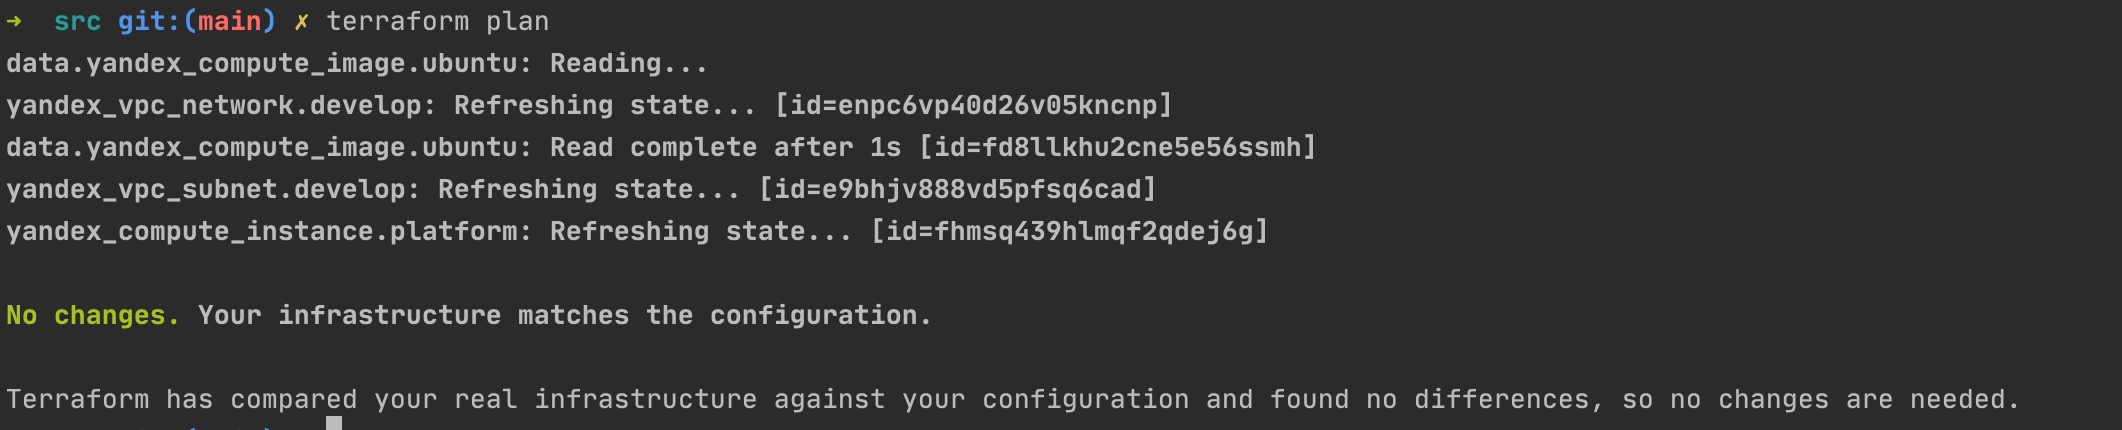 ➜  src git:(main) ✗ terraform plan
data.yandex_compute_image.ubuntu: Reading...
yandex_vpc_network.develop: Refreshing state... [id=enpc6vp40d26v05kncnp]
data.yandex_compute_image.ubuntu: Read complete after 1s [id=fd8llkhu2cne5e56ssmh]
yandex_vpc_subnet.develop: Refreshing state... [id=e9bhjv888vd5pfsq6cad]
yandex_compute_instance.platform: Refreshing state... [id=fhmsq439hlmqf2qdej6g]
No changes. Your infrastructure matches the configuration.
Terraform has compared your real infrastructure against your configuration and found no differences, so no changes are needed.